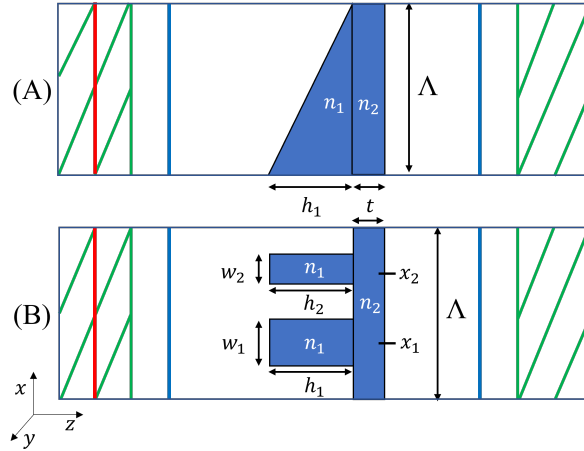 (A)
n₁ n₂ Λ
h₁ t
w₂ n₁ x₂
h₂ n₂
(B) Λ
w₁ n₁ x₁
h₁
x
y z